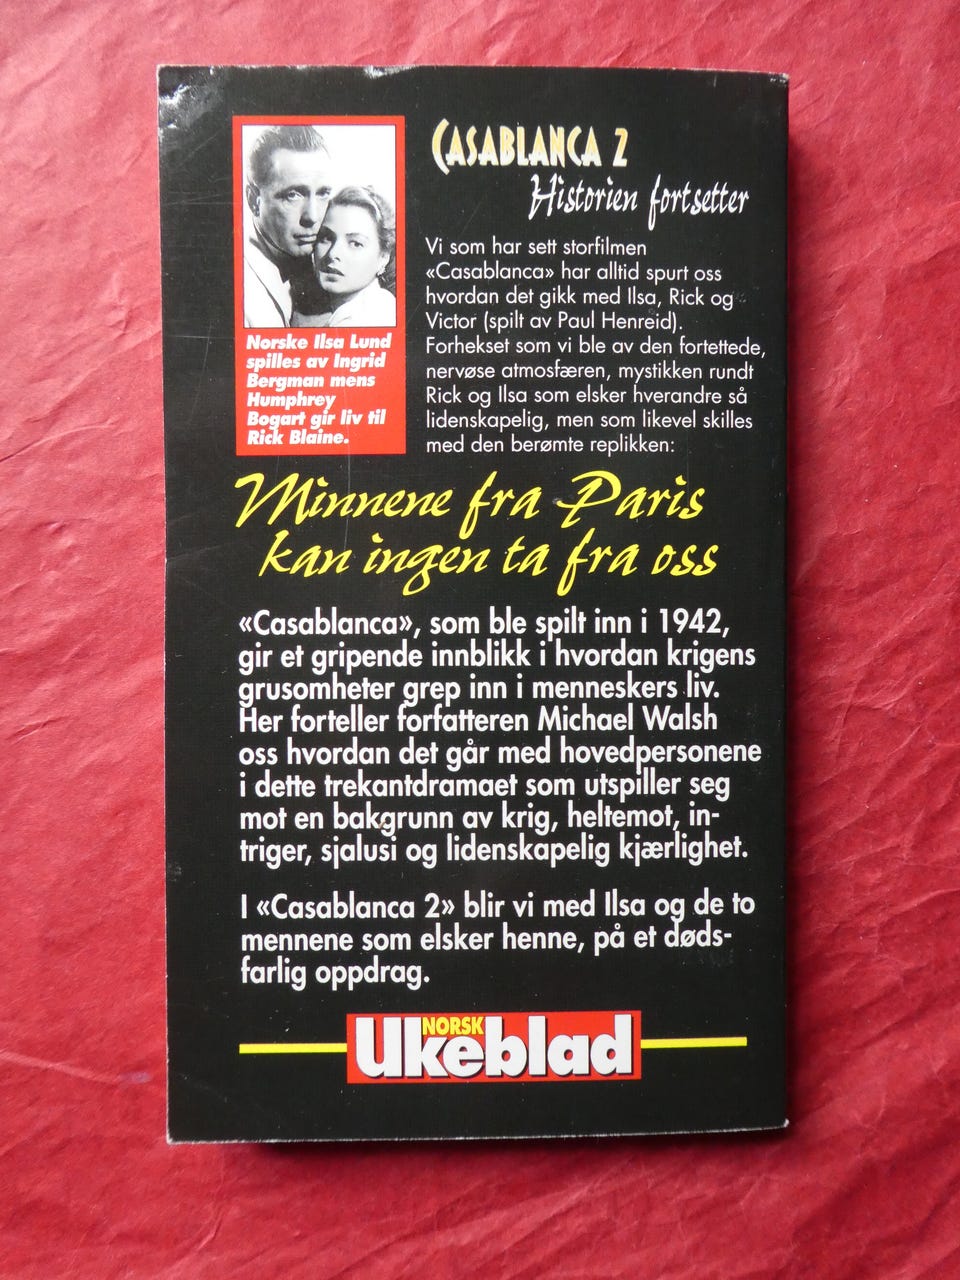 CASABLANCA 2
Historien fortsetter
Norske Ilsa Lund
spilles av Ingrid
Bergman mens
Humphrey
Bogart gir liv til
Rick Blaine.
Vi som har sett storfilmen
«Casablanca» har alltid spurt oss
hvordan det gikk med Ilsa, Rick og
Victor (spilt av Paul Henreid).
Forhekset som vi ble av den fortettede,
nervøse atmosfæren, mystikken rundt
Rick og Ilsa som elsker hverandre så
lidenskapelig, men som likevel skilles
med den berømte replikken:
Minnene fra Paris
kan ingen ta fra oss
«Casablanca», som ble spilt inn i 1942,
gir et gripende innblikk i hvordan krigens
grusomheter grep inn i menneskers liv.
Her forteller forfatteren Michael Walsh
oss hvordan det går med hovedpersonene
i dette trekantdramaet som utspiller seg
mot en bakgrunn av krig, heltemot, in-
triger, sjalusi og lidenskapelig kjærlighet.
I «Casablanca 2» blir vi med Ilsa og de to
mennene som elsker henne, på et døds-
farlig oppdrag.
NORSK
Ukeblad